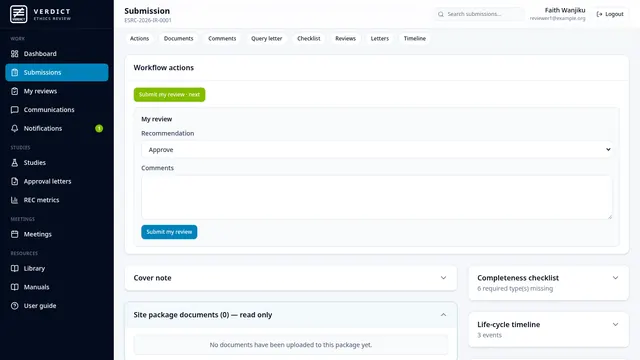 VERDICT
ETHICS REVIEW
WORK
Dashboard
Submissions
My reviews
Communications
Notifications
1
STUDIES
Studies
Approval letters
REC metrics
MEETINGS
Meetings
RESOURCES
Library
Manuals
User guide
Submission
ESRC-2026-IR-0001
Search submissions...
Faith Wanjiku
reviewer1@example.org
Logout
Actions
Documents
Comments
Query letter
Checklist
Reviews
Letters
Timeline
Workflow actions
Submit my review · next
My review
Recommendation
Approve
Comments
Submit my review
Cover note
Completeness checklist
6 required type(s) missing
Site package documents (0) — read only
No documents have been uploaded to this package yet.
Life-cycle timeline
3 events